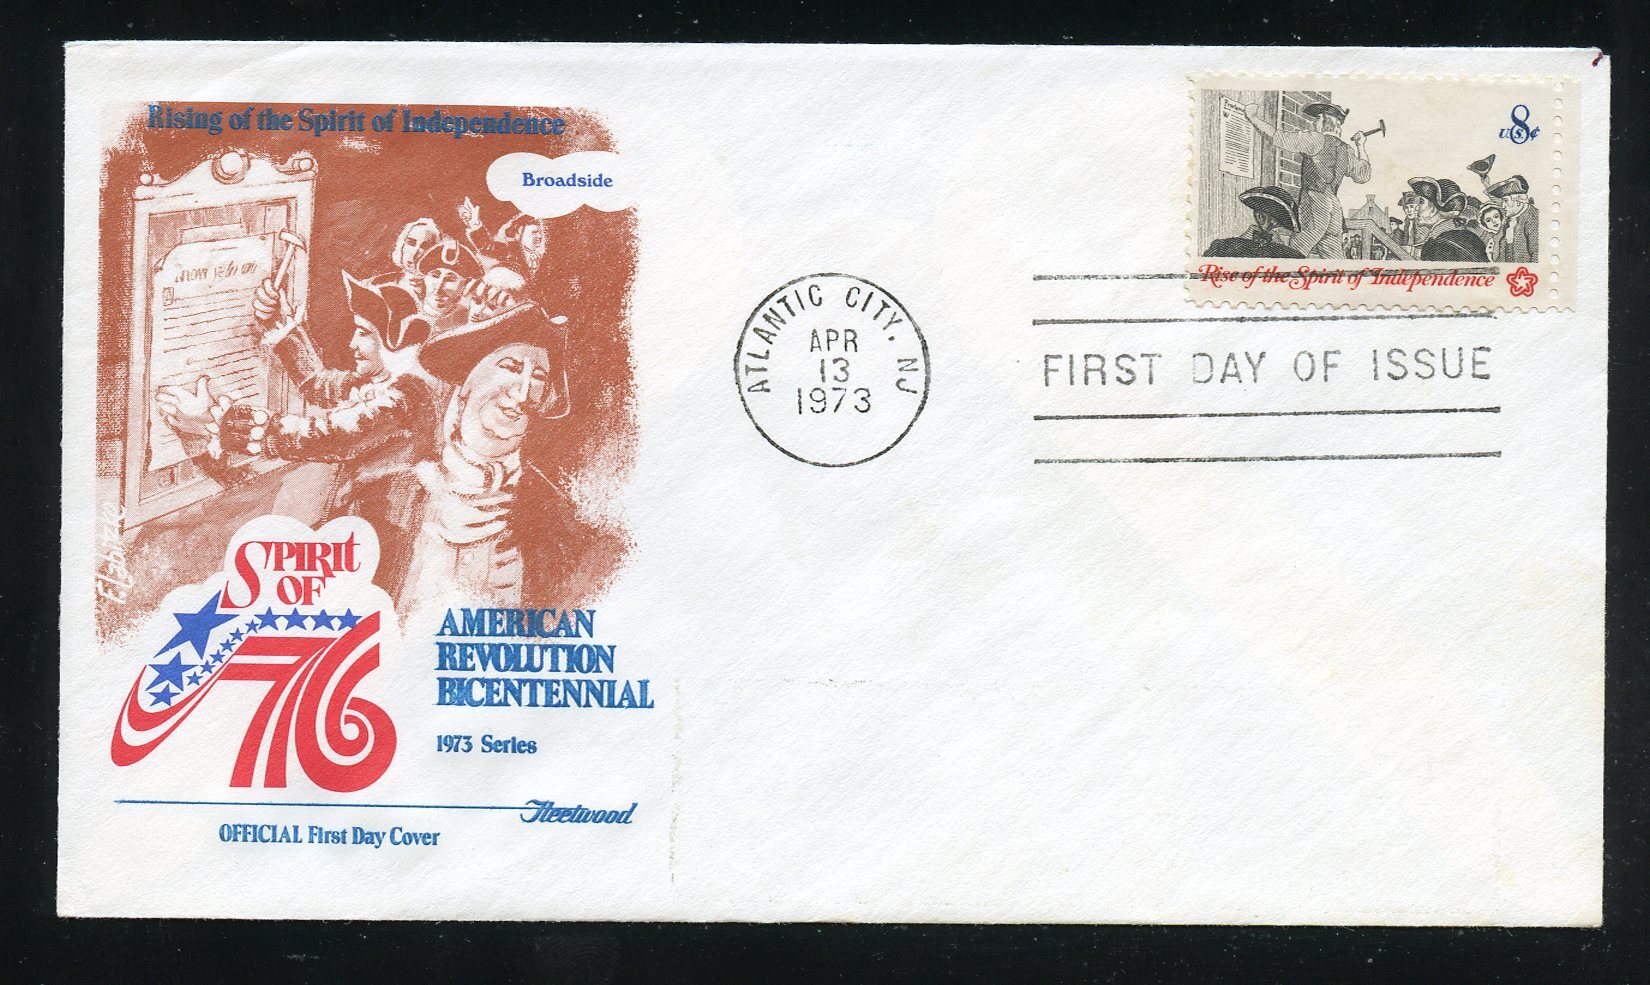 Rising of the Spirit of Independence
Broadside
SPIRIT
OF
76
AMERICAN
REVOLUTION
BICENTENNIAL
1973 Series
Fleetwood
OFFICIAL First Day Cover
ATLANTIC CITY, NJ
APR
13
1973
8
U.S. ¢
Rise of the Spirit of Independence
FIRST DAY OF ISSUE